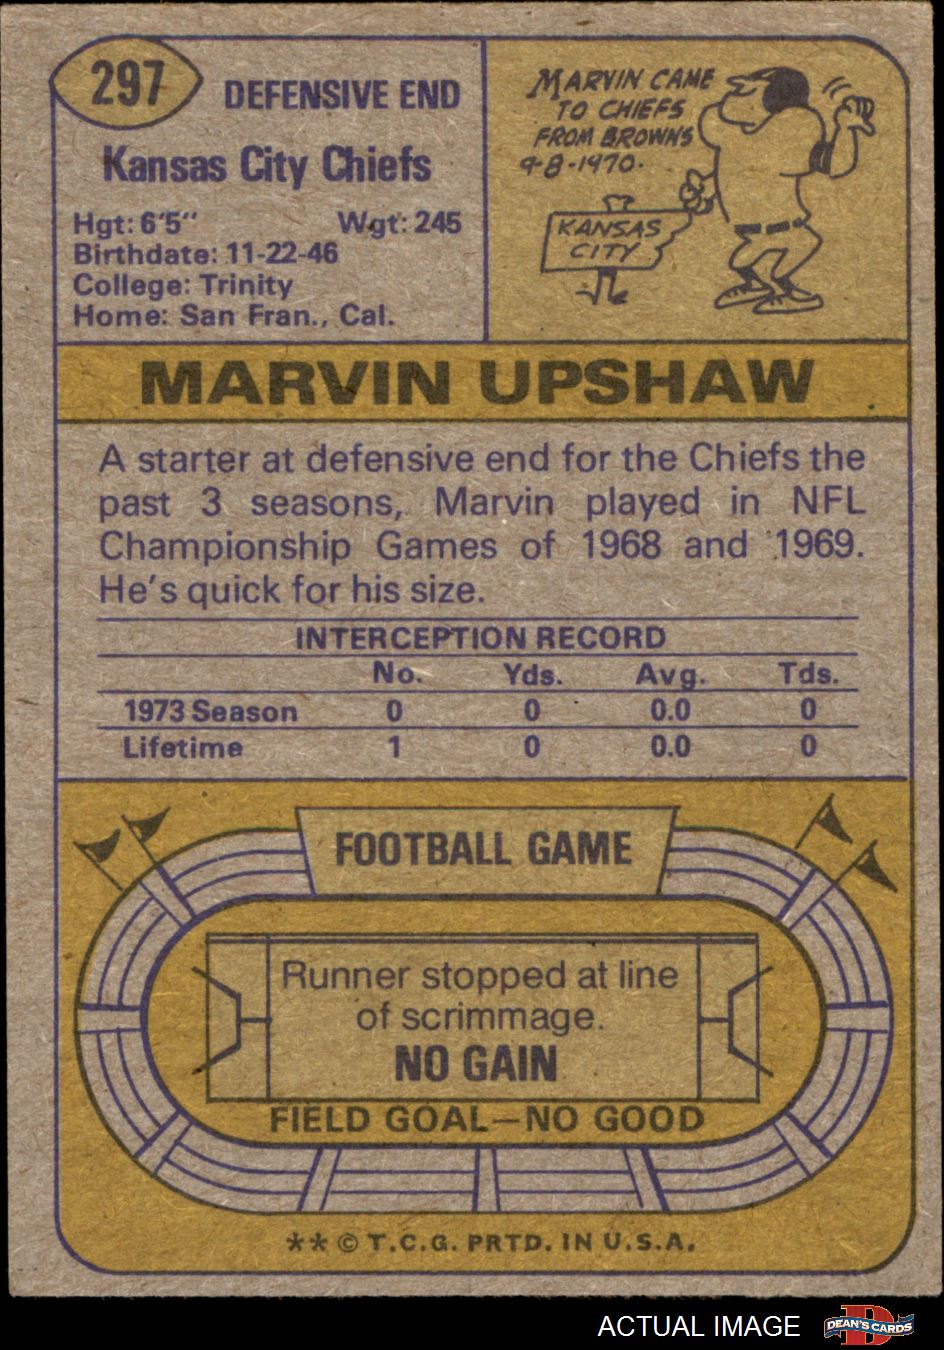 297
DEFENSIVE END
Kansas City Chiefs
Hgt: 6'5" Wgt: 245
Birthdate: 11-22-46
College: Trinity
Home: San Fran., Cal.
MARVIN CAME
TO CHIEFS
FROM BROWNS
9-8-1970.
KANSAS
CITY
MARVIN UPSHAW
A starter at defensive end for the Chiefs the
past 3 seasons, Marvin played in NFL
Championship Games of 1968 and 1969.
He's quick for his size.
INTERCEPTION RECORD
No. Yds. Avg. Tds.
1973 Season 0 0 0.0 0
Lifetime 1 0 0.0 0
FOOTBALL GAME
Runner stopped at line
of scrimmage.
NO GAIN
FIELD GOAL—NO GOOD
** © T.C.G. PRTD. IN U.S.A.
ACTUAL IMAGE
DEAN'S CARDS